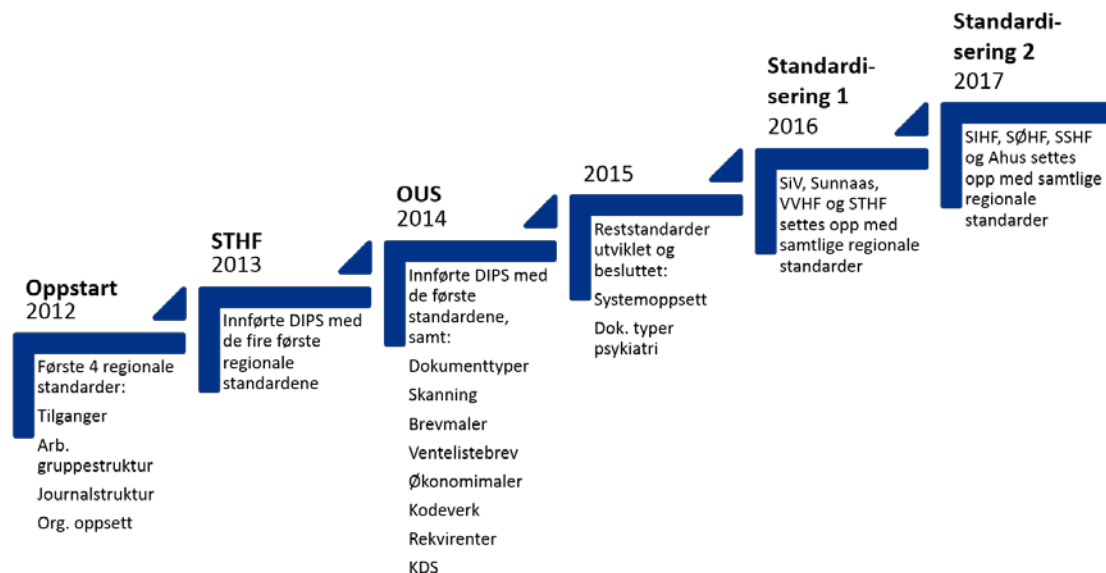 Oppstart
2012
Første 4 regionale
standarder:
Tilganger
Arb.
gruppestruktur
Journalstruktur
Org. oppsett
STHF
2013
Innførte DIPS med
de fire første
regionale
standardene
OUS
2014
Innførte DIPS med
de første
standardene,
samt:
Dokumenttyper
Skanning
Brevmaler
Ventelistebrev
Økonomimaler
Kodeverk
Rekvirenter
KDS
2015
Reststandarder
utviklet og
besluttet:
Systemoppsett
Dok. typer
psykiatri
Standardi-
sering 1
2016
SiV, Sunnaas,
VVHF og STHF
settes opp med
samtlige regionale
standarder
Standardi-
sering 2
2017
SIHF, SØHF, SSHF
og Ahus settes
opp med samtlige
regionale
standarder